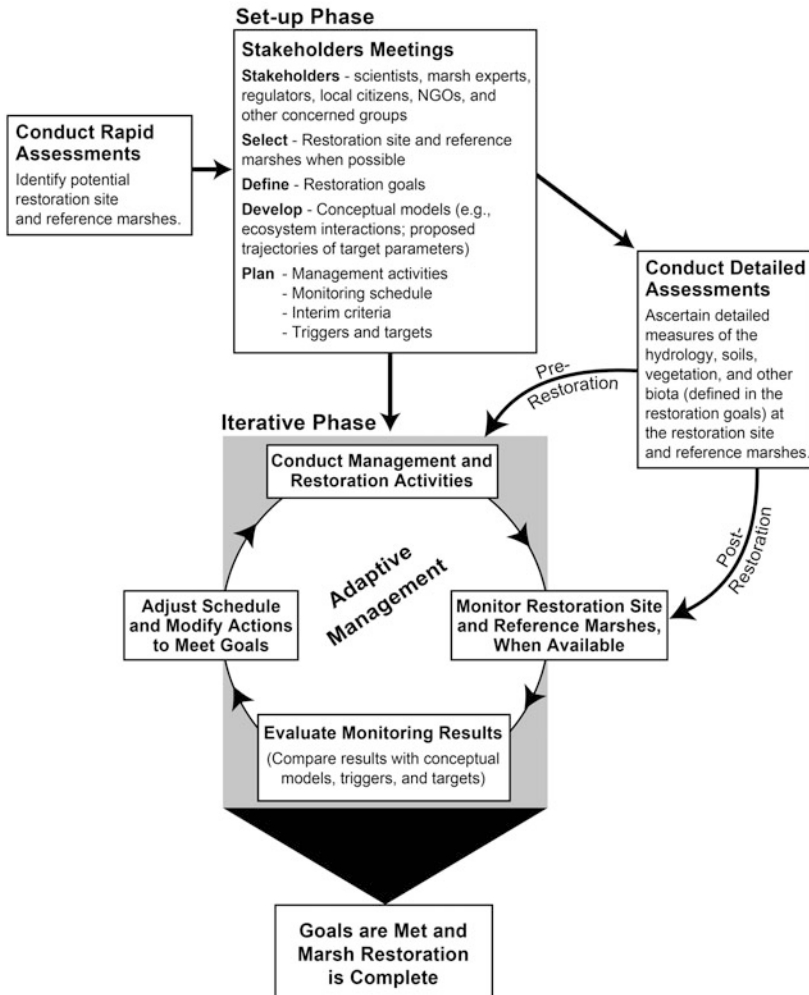 Set-up Phase
Stakeholders Meetings
Stakeholders - scientists, marsh experts,
regulators, local citizens, NGOs, and
other concerned groups
Select - Restoration site and reference
marshes when possible
Define - Restoration goals
Develop - Conceptual models (e.g.,
ecosystem interactions; proposed
trajectories of target parameters)
Plan - Management activities
- Monitoring schedule
- Interim criteria
- Triggers and targets
Conduct Rapid
Assessments
Identify potential
restoration site
and reference marshes.
Conduct Detailed
Assessments
Ascertain detailed
measures of the
hydrology, soils,
vegetation, and other
biota (defined in the
restoration goals) at
the restoration site
and reference marshes.
Pre-
Restoration
Post-
Restoration
Iterative Phase
Conduct Management and
Restoration Activities
Adaptive
Management
Adjust Schedule
and Modify Actions
to Meet Goals
Monitor Restoration Site
and Reference Marshes,
When Available
Evaluate Monitoring Results
(Compare results with conceptual
models, triggers, and targets)
Goals are Met and
Marsh Restoration
is Complete